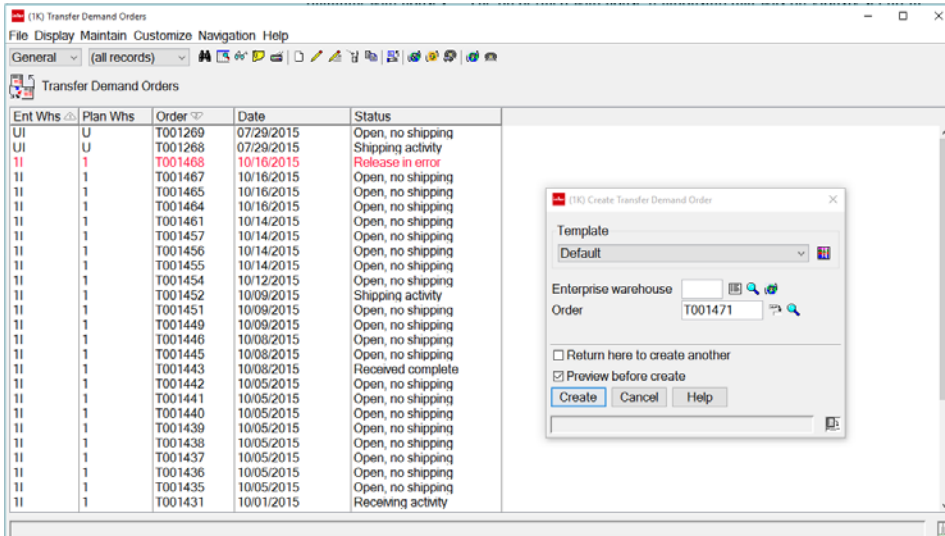 (1K) Transfer Demand Orders
File Display Maintain Customize Navigation Help
General (all records)
Transfer Demand Orders
Ent Whs Plan Whs Order Date Status
UI U T001269 07/29/2015 Open, no shipping
UI U T001268 07/29/2015 Shipping activity
1I 1 T001468 10/16/2015 Release in error
1I 1 T001467 10/16/2015 Open, no shipping
1I 1 T001465 10/16/2015 Open, no shipping
1I 1 T001464 10/16/2015 Open, no shipping
1I 1 T001461 10/14/2015 Open, no shipping
1I 1 T001457 10/14/2015 Open, no shipping
1I 1 T001456 10/14/2015 Open, no shipping
1I 1 T001455 10/14/2015 Open, no shipping
1I 1 T001454 10/12/2015 Open, no shipping
1I 1 T001452 10/09/2015 Shipping activity
1I 1 T001451 10/09/2015 Open, no shipping
1I 1 T001449 10/09/2015 Open, no shipping
1I 1 T001446 10/08/2015 Open, no shipping
1I 1 T001445 10/08/2015 Open, no shipping
1I 1 T001443 10/08/2015 Received complete
1I 1 T001442 10/05/2015 Open, no shipping
1I 1 T001441 10/05/2015 Open, no shipping
1I 1 T001440 10/05/2015 Open, no shipping
1I 1 T001439 10/05/2015 Open, no shipping
1I 1 T001438 10/05/2015 Open, no shipping
1I 1 T001437 10/05/2015 Open, no shipping
1I 1 T001436 10/05/2015 Open, no shipping
1I 1 T001435 10/05/2015 Open, no shipping
1I 1 T001431 10/01/2015 Receiving activity
(1K) Create Transfer Demand Order
Template
Default
Enterprise warehouse
Order T001471
Return here to create another
Preview before create
Create Cancel Help